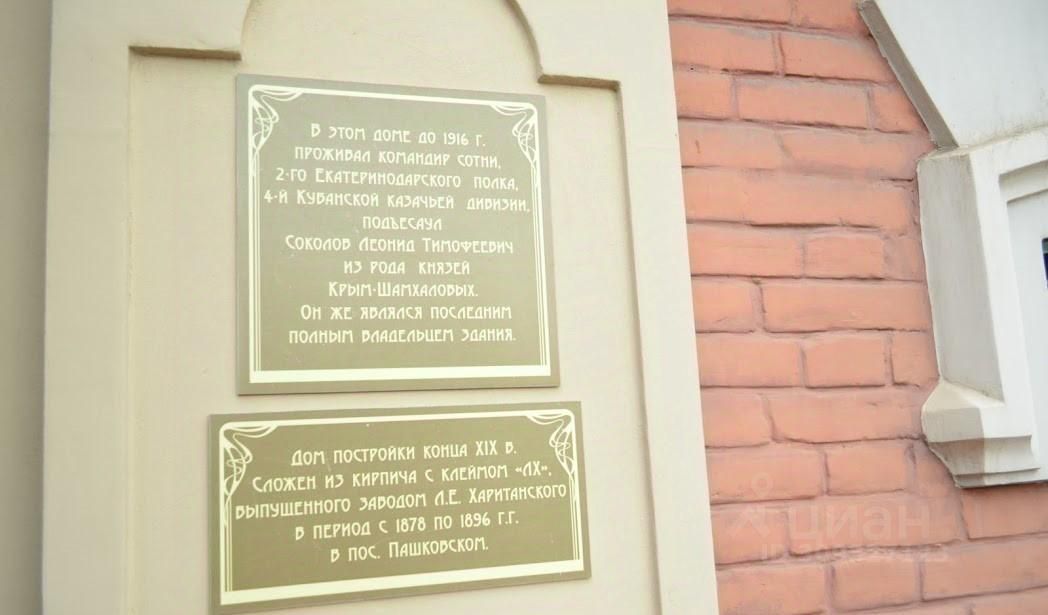 В ЭТОМ ДОМЕ ДО 1916 Г.
ПРОЖИВАЛ КОМАНДИР СОТНИ,
2-ГО ЕКАТЕРИНОДАРСКОГО ПОЛКА,
4-Й КУБАНСКОЙ КАЗАЧЬЕЙ ДИВИЗИИ,
ПОДЪЕСАУЛ
СОКОЛОВ ЛЕОНИД ТИМОФЕЕВИЧ
ИЗ РОДА КНЯЗЕЙ
КРЫМ-ШАМХАЛОВЫХ.
ОН ЖЕ ЯВЛЯЛСЯ ПОСЛЕДНИМ
ПОЛНЫМ ВЛАДЕЛЬЦЕМ ЗДАНИЯ.
ДОМ ПОСТРОЙКИ КОНЦА XIX В.
СЛОЖЕН ИЗ КИРПИЧА С КЛЕЙМОМ «ЛХ».
ВЫПУЩЕННОГО ЗАВОДОМ Л.Е. ХАРИТАНСКОГО
В ПЕРИОД С 1878 ПО 1896 Г.Г.
В ПОС. ПАШКОВСКОМ.
циан